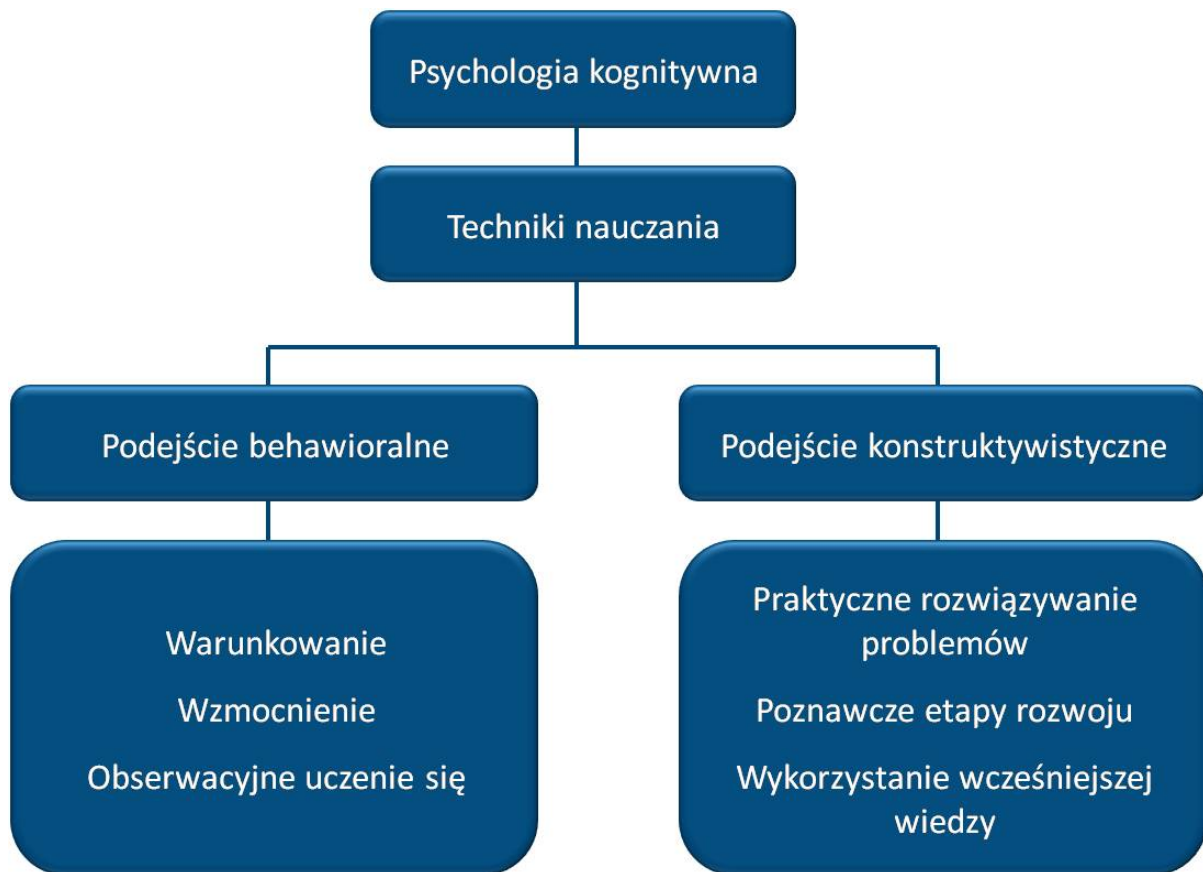 Psychologia kognitywna
Techniki nauczania
Podejście behawioralne
Podejście konstruktywistyczne
Warunkowanie
Wzmocnienie
Obserwacyjne uczenie się
Praktyczne rozwiązywanie
problemów
Poznawcze etapy rozwoju
Wykorzystanie wcześniejszej
wiedzy